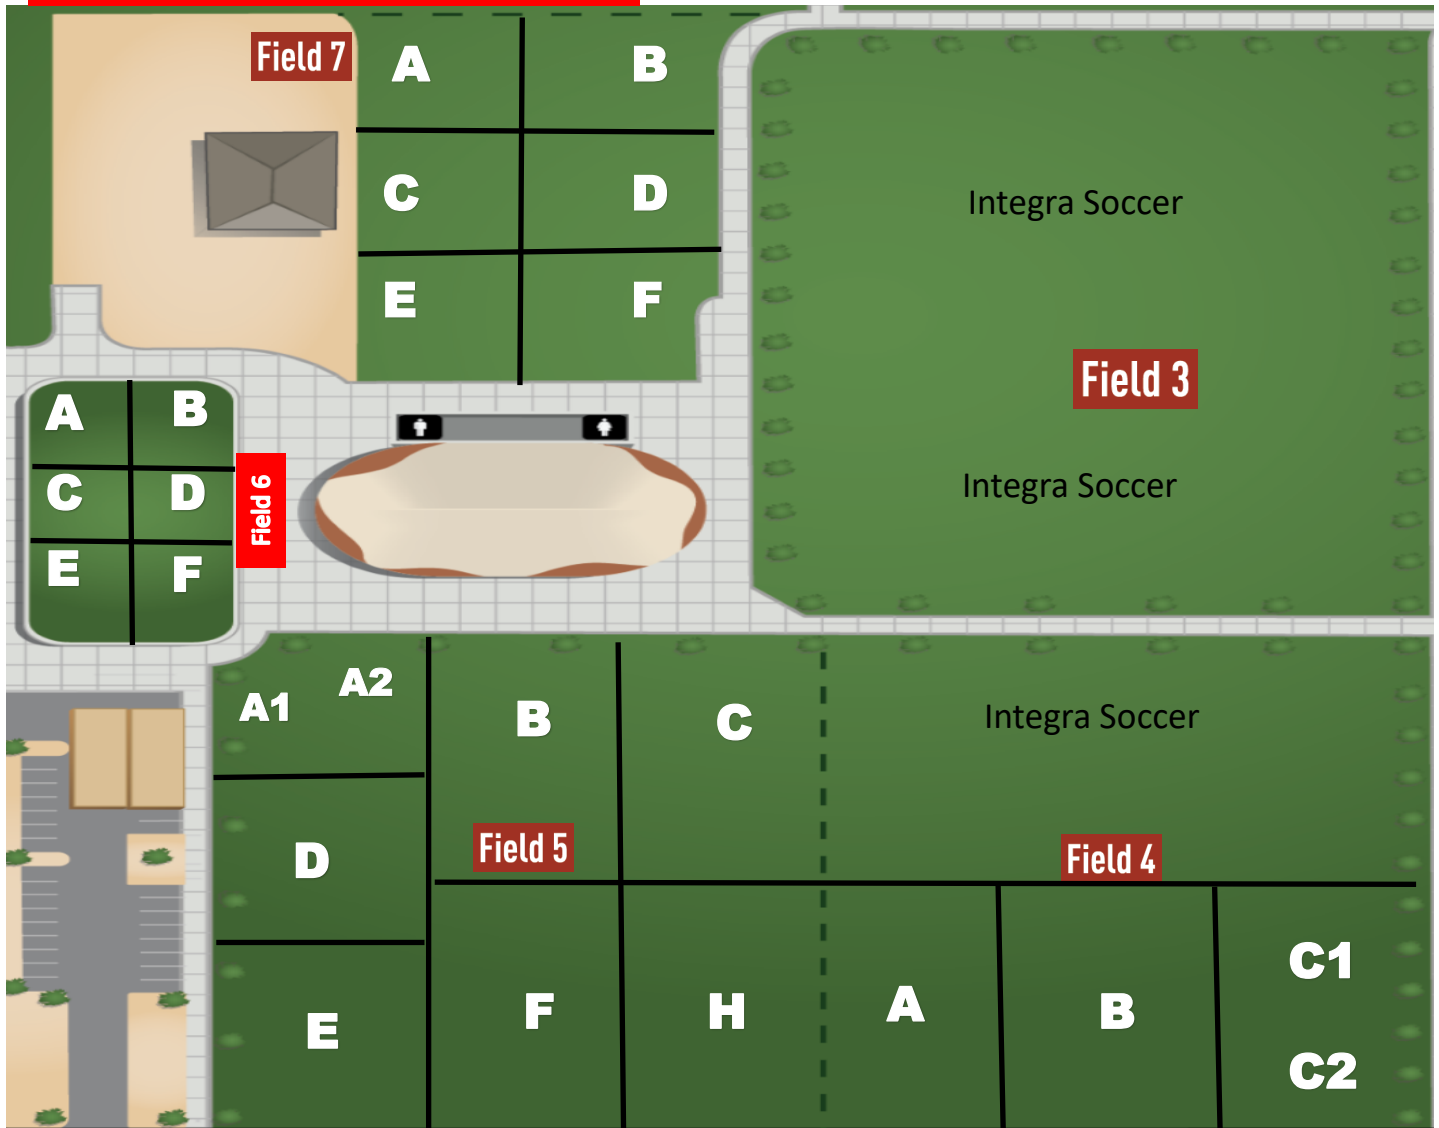 Field 7
A
B
C
D
E
F
Integra Soccer
Field 3
Integra Soccer
A
B
C
D
E
F
Field 6
A1
A2
B
C
Integra Soccer
Field 5
Field 4
D
E
F
H
A
B
C1
C2